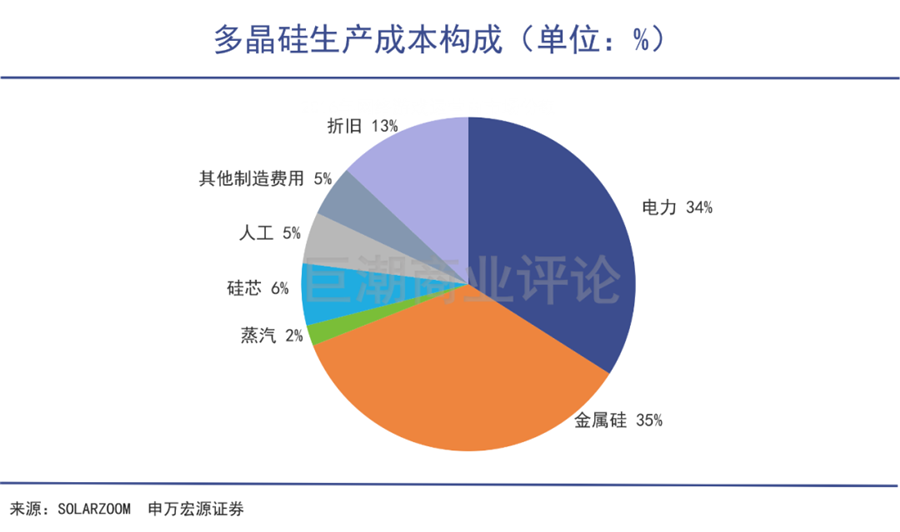 多晶硅生产成本构成（单位：%）
折旧 13%
其他制造费用 5%
电力 34%
人工 5%
巨潮商业评论
硅芯 6%
蒸汽 2%
金属硅 35%
来源：SOLARZOOM 申万宏源证券